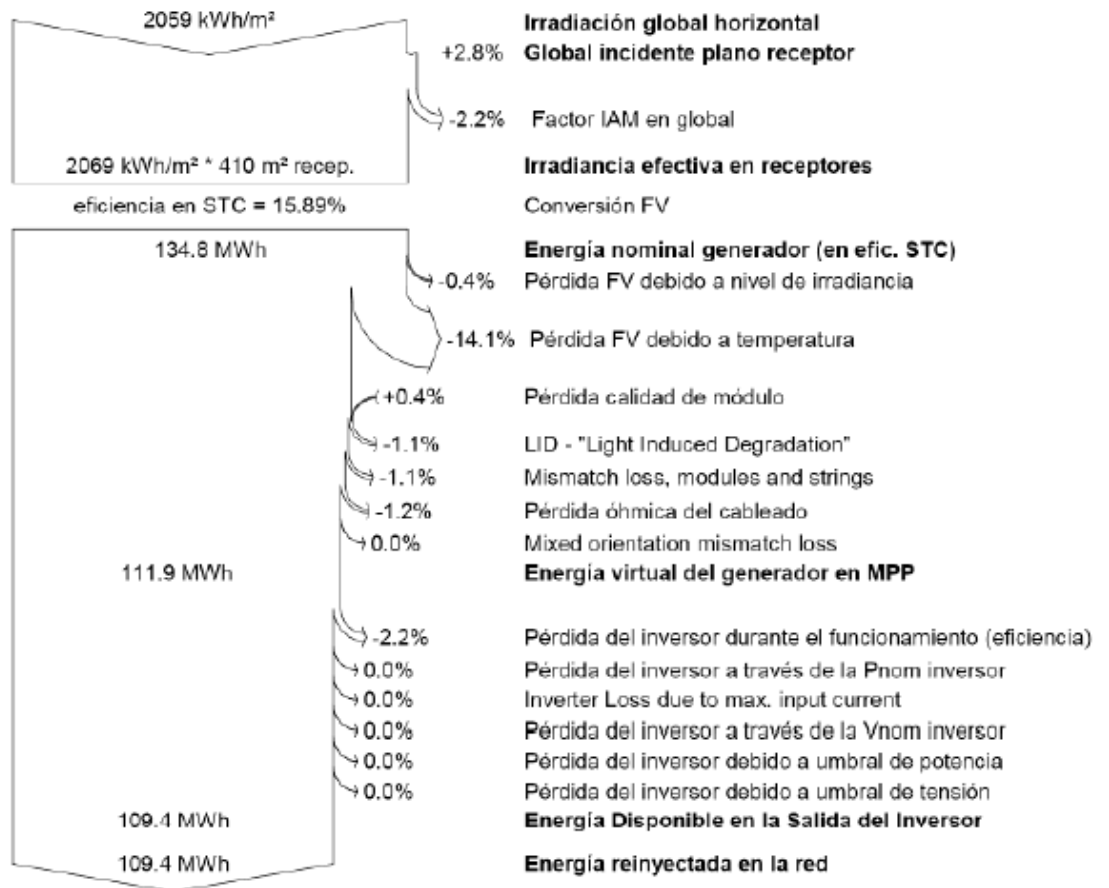 2059 kWh/m² Irradiación global horizontal
+2.8% Global incidente plano receptor
-2.2% Factor IAM en global
2069 kWh/m² * 410 m² recep. Irradiancia efectiva en receptores
eficiencia en STC = 15.89% Conversión FV
134.8 MWh Energía nominal generador (en efic. STC)
-0.4% Pérdida FV debido a nivel de irradiancia
-14.1% Pérdida FV debido a temperatura
+0.4% Pérdida calidad de módulo
-1.1% LID - "Light Induced Degradation"
-1.1% Mismatch loss, modules and strings
-1.2% Pérdida óhmica del cableado
0.0% Mixed orientation mismatch loss
111.9 MWh Energía virtual del generador en MPP
-2.2% Pérdida del inversor durante el funcionamiento (eficiencia)
0.0% Pérdida del inversor a través de la Pnom inversor
0.0% Inverter Loss due to max. input current
0.0% Pérdida del inversor a través de la Vnom inversor
0.0% Pérdida del inversor debido a umbral de potencia
0.0% Pérdida del inversor debido a umbral de tensión
109.4 MWh Energía Disponible en la Salida del Inversor
109.4 MWh Energía reinyectada en la red